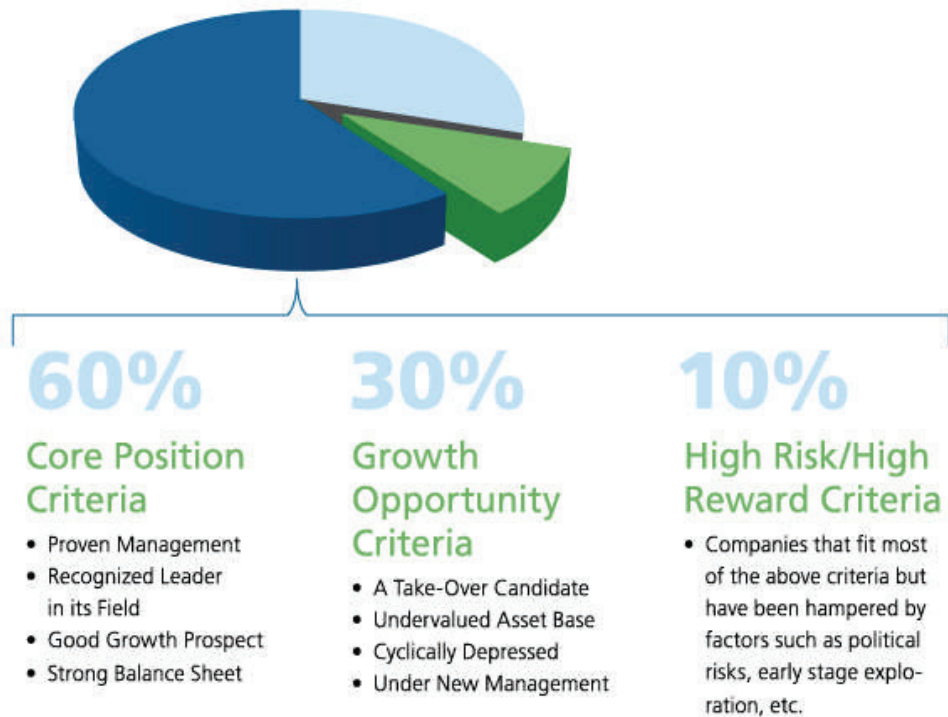 60%
Core Position
Criteria
• Proven Management
• Recognized Leader
in its Field
• Good Growth Prospect
• Strong Balance Sheet
30%
Growth
Opportunity
Criteria
• A Take-Over Candidate
• Undervalued Asset Base
• Cyclically Depressed
• Under New Management
10%
High Risk/High
Reward Criteria
• Companies that fit most
of the above criteria but
have been hampered by
factors such as political
risks, early stage explo-
ration, etc.